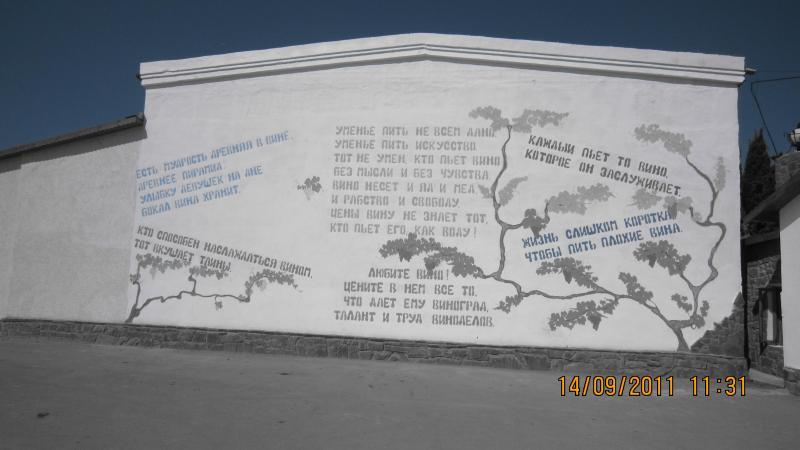 ЕСТЬ МУДРОСТЬ ДРЕВНЯЯ В ВИНЕ,
ДРЕВНЕЕ ПИРАМИД
УЛЫБКУ ДЕВУШЕК НА ДНЕ
БОКАЛ ВИНА ХРАНИТ.
КТО СПОСОБЕН НАСЛАЖДАТЬСЯ ВИНОМ,
ТОТ ВКУШАЕТ ТАЙНЫ.
УМЕНЬЕ ПИТЬ НЕ ВСЕМ ДАНО,
УМЕНЬЕ ПИТЬ ИСКУССТВО.
ТОТ НЕ УМЕН, КТО ПЬЕТ ВИНО
БЕЗ МЫСЛИ И БЕЗ ЧУВСТВА
ВИНО НЕСЕТ И ЯД И МЕД
И РАБСТВО И СВОБОДУ
ЦЕНЫ ВИНУ НЕ ЗНАЕТ ТОТ,
КТО ПЬЕТ ЕГО, КАК ВОДУ!
ЛЮБИТЕ ВИНО!
ЦЕНИТЕ В НЕМ ВСЕ ТО,
ЧТО ДАЕТ ЕМУ ВИНОГРАД,
ТАЛАНТ И ТРУД ВИНОДЕЛОВ.
КАЖДЫЙ ПЬЕТ ТО ВИНО,
КОТОРОЕ ОН ЗАСЛУЖИВАЕТ.
ЖИЗНЬ СЛИШКОМ КОРОТКА
ЧТОБЫ ПИТЬ ПЛОХИЕ ВИНА.
14/09/2011 11:31